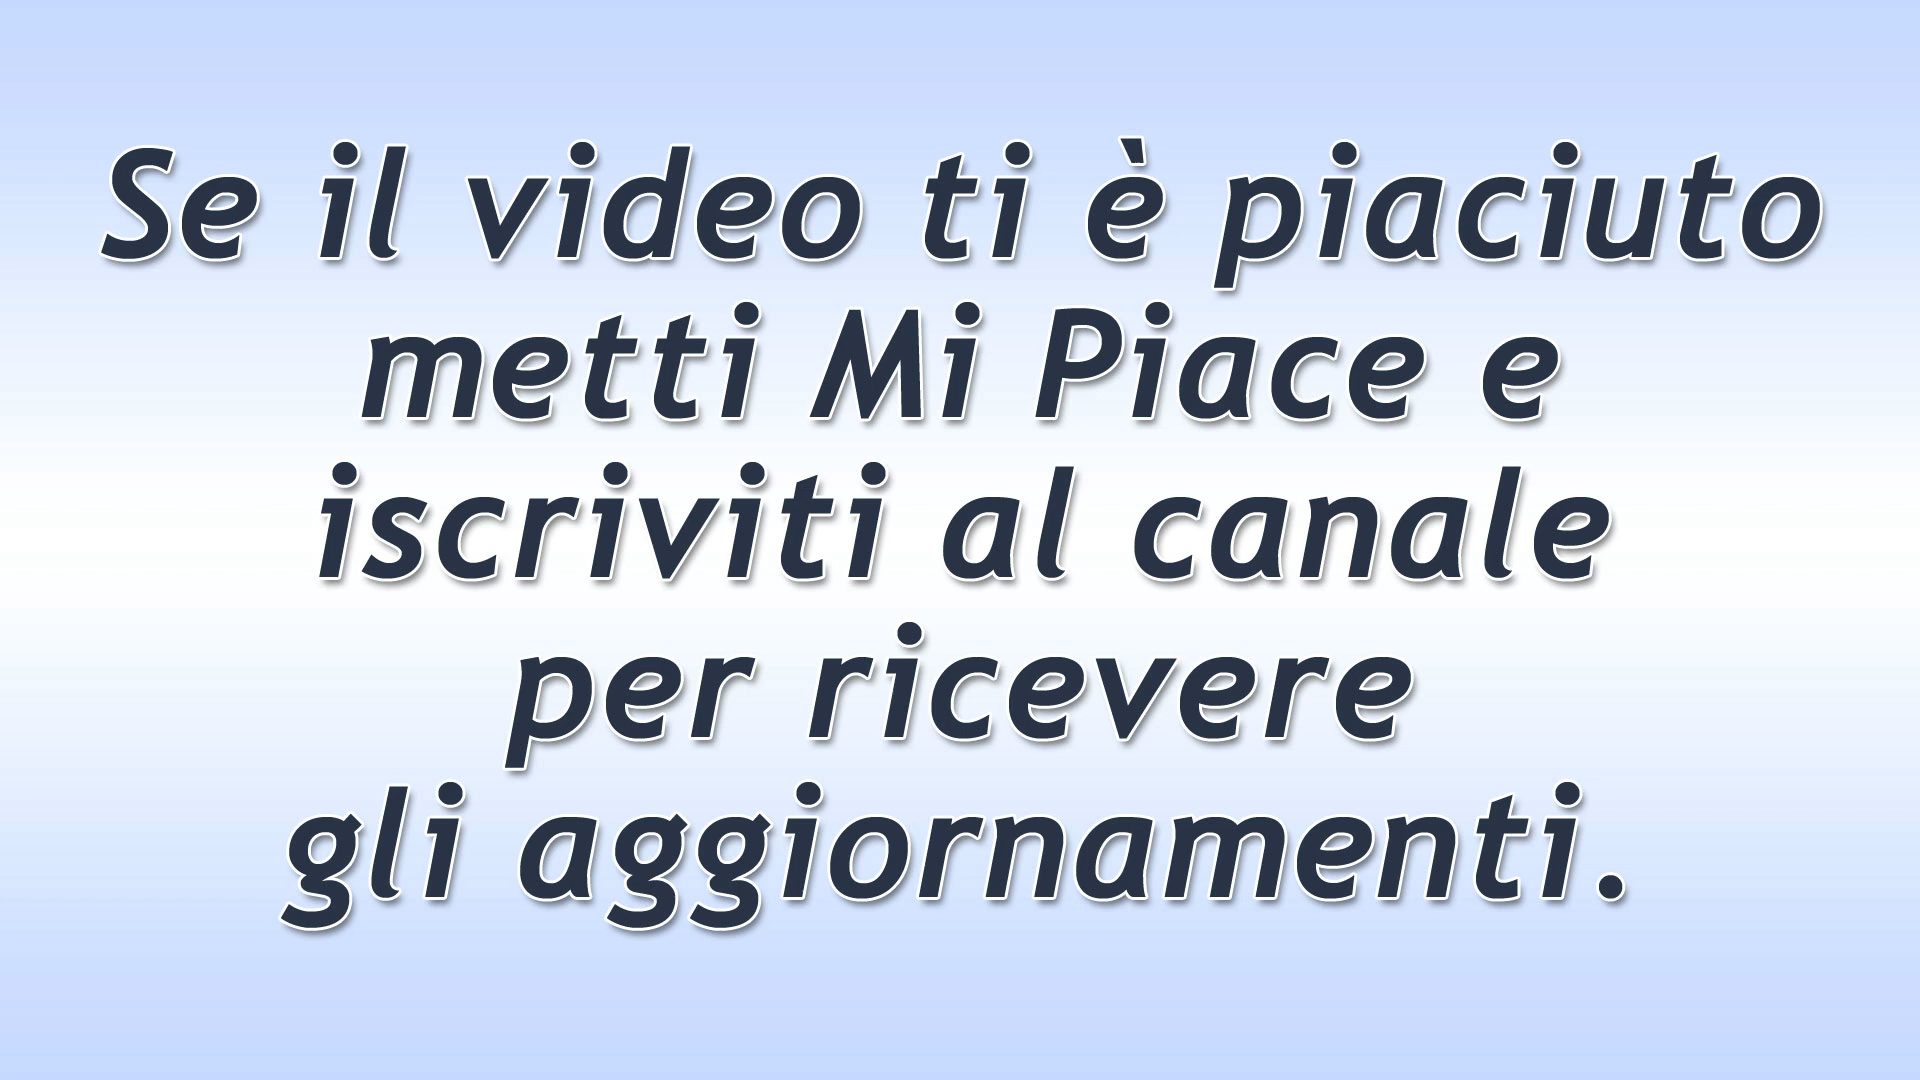 Se il video ti è piaciuto
metti Mi Piace e
iscriviti al canale
per ricevere
gli aggiornamenti.